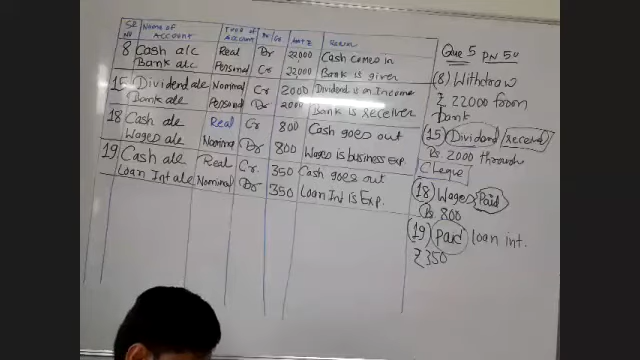 SR NO Name of Account Type of Account Dr/Cr Amt ₹ Reason
8 Cash a/c Real Dr 22000 Cash comes in
Bank a/c Personal Cr 22,000 Bank is given
15 Dividend a/c Nominal Cr 2000 Dividend is an Income
Bank a/c Personal Dr 2000 Bank is receiver
18 Cash a/c Real Cr 800 Cash goes out
Wages a/c Nominal Dr 800 Wages is business exp.
19 Cash a/c Real Cr. 350 Cash goes out
Loan Int a/c Nominal Dr 350 Loan Int is Exp.
Que 5 PN 50
(8) Withdraw
₹ 22000 from
bank
(15) Dividend received
Rs. 2000 through
Cheque
(18) Wages Paid
Rs 800
(19) Paid loan int.
₹ 350